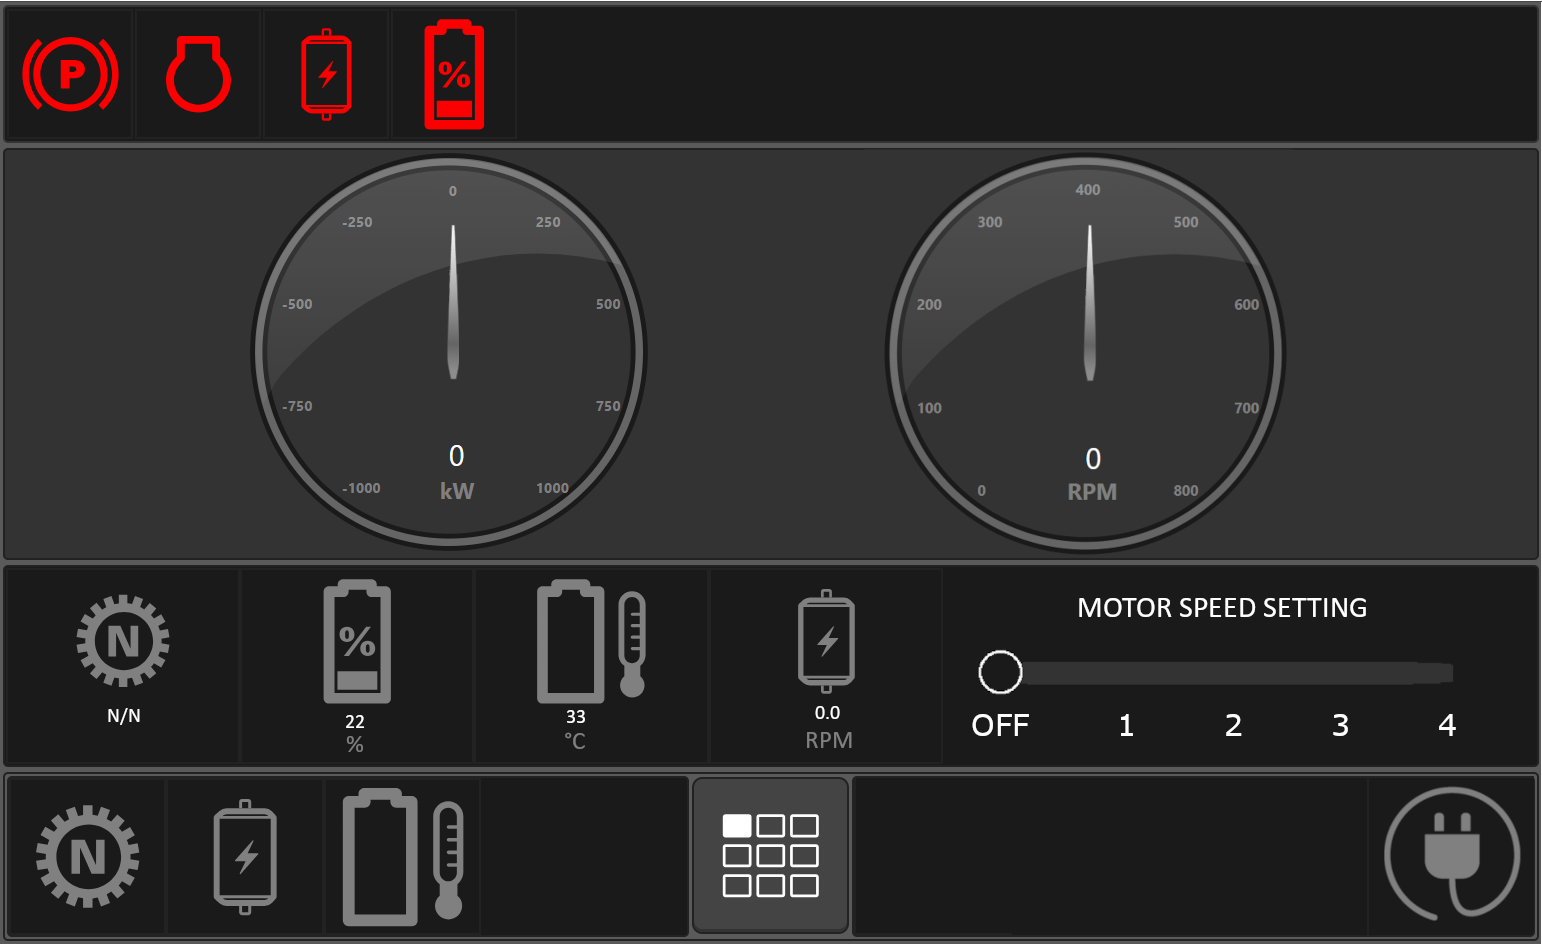 P
%
0
-250 250
-500 500
-750 750
0
-1000 kW 1000
400
300 500
200 600
100 700
0
0 RPM 800
N
N/N
%
22
%
33
°C
0.0
RPM
MOTOR SPEED SETTING
OFF 1 2 3 4
N